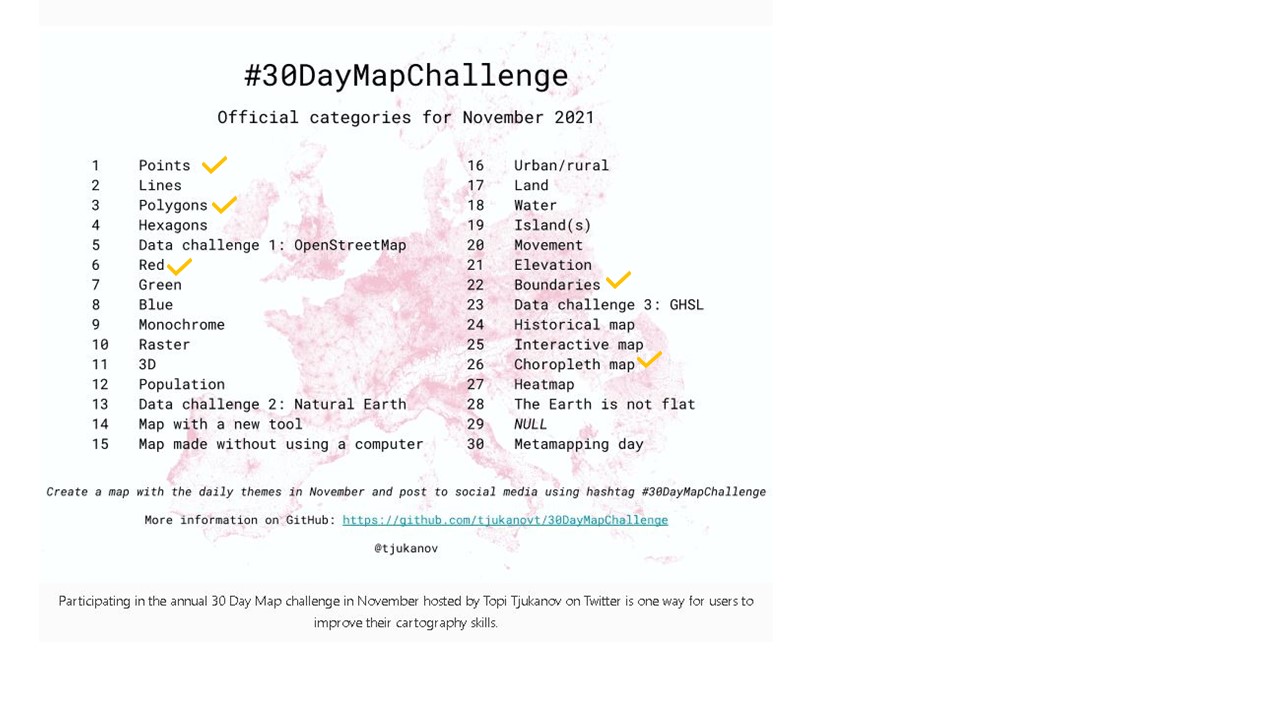 #30DayMapChallenge
Official categories for November 2021
1 Points
2 Lines
3 Polygons
4 Hexagons
5 Data challenge 1: OpenStreetMap
6 Red
7 Green
8 Blue
9 Monochrome
10 Raster
11 3D
12 Population
13 Data challenge 2: Natural Earth
14 Map with a new tool
15 Map made without using a computer
16 Urban/rural
17 Land
18 Water
19 Island(s)
20 Movement
21 Elevation
22 Boundaries
23 Data challenge 3: GHSL
24 Historical map
25 Interactive map
26 Choropleth map
27 Heatmap
28 The Earth is not flat
29 NULL
30 Metamapping day
Create a map with the daily themes in November and post to social media using hashtag #30DayMapChallenge
More information on GitHub: https://github.com/tjukanovt/30DayMapChallenge
@tjukanov
Participating in the annual 30 Day Map challenge in November hosted by Topi Tjukanov on Twitter is one way for users to
improve their cartography skills.